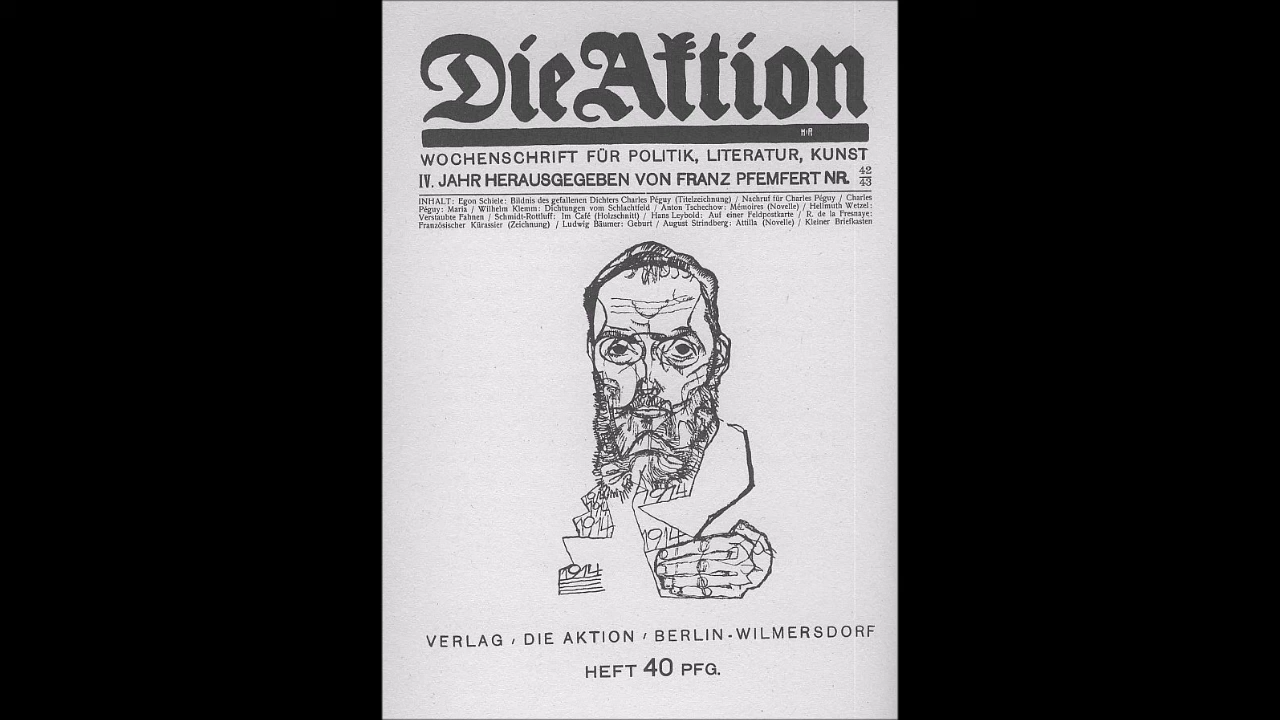 Die Aktion
WOCHENSCHRIFT FÜR POLITIK, LITERATUR, KUNST
IV. JAHR HERAUSGEGEBEN VON FRANZ PFEMFERT NR. 42/43
INHALT: Egon Schiele: Bildnis des gefallenen Dichters Charles Péguy (Titelzeichnung) / Nachruf für Charles Péguy / Charles
Péguy: Maria / Wilhelm Klemm: Dichtungen vom Schlachtfeld / Anton Tschechow: Mémoires (Novelle) / Hellmuth Wetzel:
Verstaubte Fahnen / Schmidt-Rottluff: Im Café (Holzschnitt) / Hans Leybold: Auf einer Feldpostkarte / R. de la Fresnaye:
Französischer Kürassier (Zeichnung) / Ludwig Bäumer: Geburt / August Strindberg: Attilla (Novelle) / Kleiner Briefkasten
1914
1914
1914
1914
VERLAG / DIE AKTION / BERLIN-WILMERSDORF
HEFT 40 PFG.